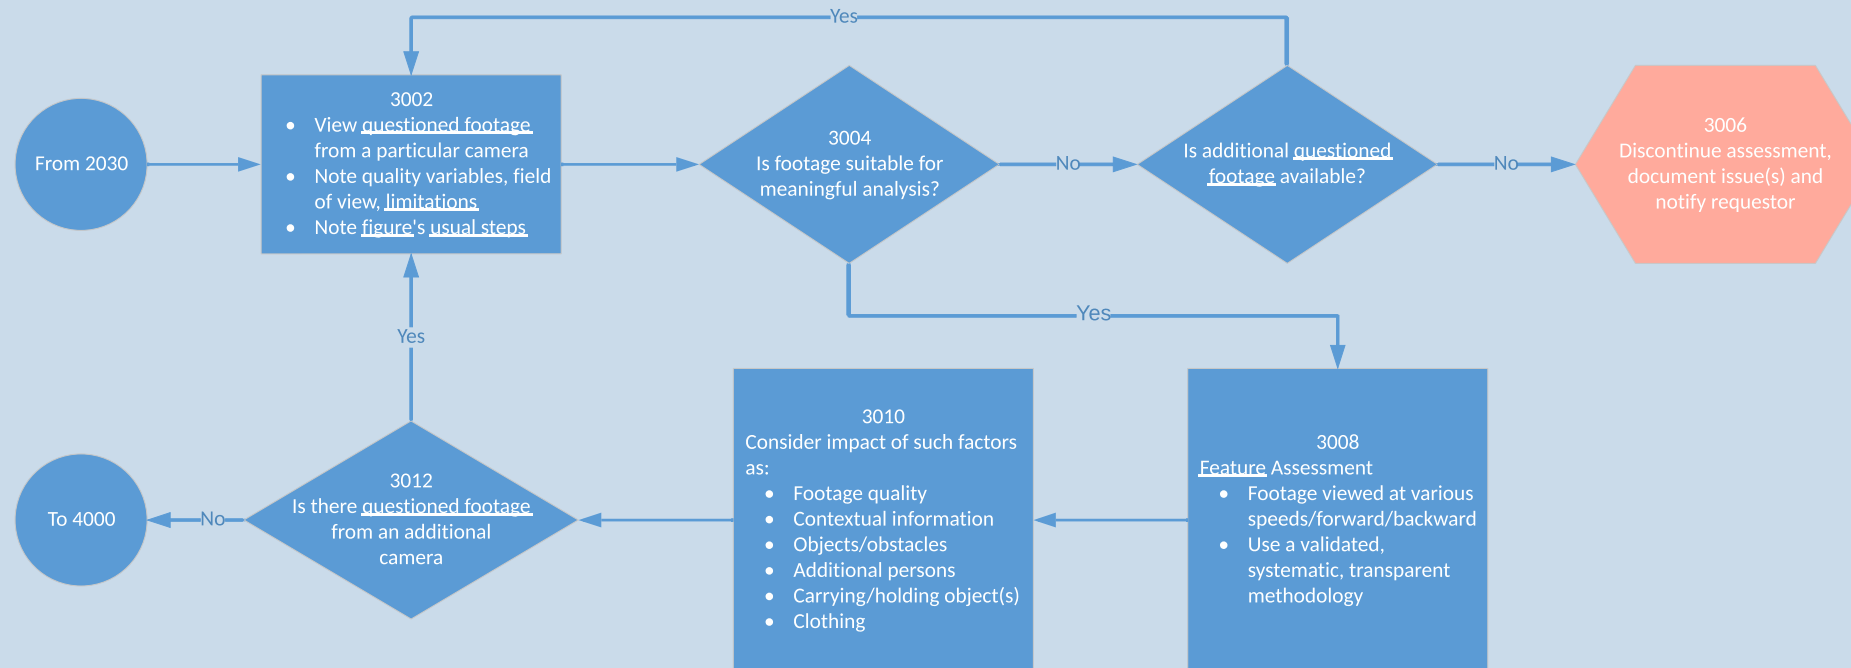 Yes
From 2030
3002
• View questioned footage
from a particular camera
• Note quality variables, field
of view, limitations
• Note figure's usual steps
3004
Is footage suitable for
meaningful analysis?
No
Is additional questioned
footage available?
No
3006
Discontinue assessment,
document issue(s) and
notify requestor
Yes
Yes
3008
Feature Assessment
• Footage viewed at various
speeds/forward/backward
• Use a validated,
systematic, transparent
methodology
3010
Consider impact of such factors
as:
• Footage quality
• Contextual information
• Objects/obstacles
• Additional persons
• Carrying/holding object(s)
• Clothing
3012
Is there questioned footage
from an additional
camera
No
To 4000